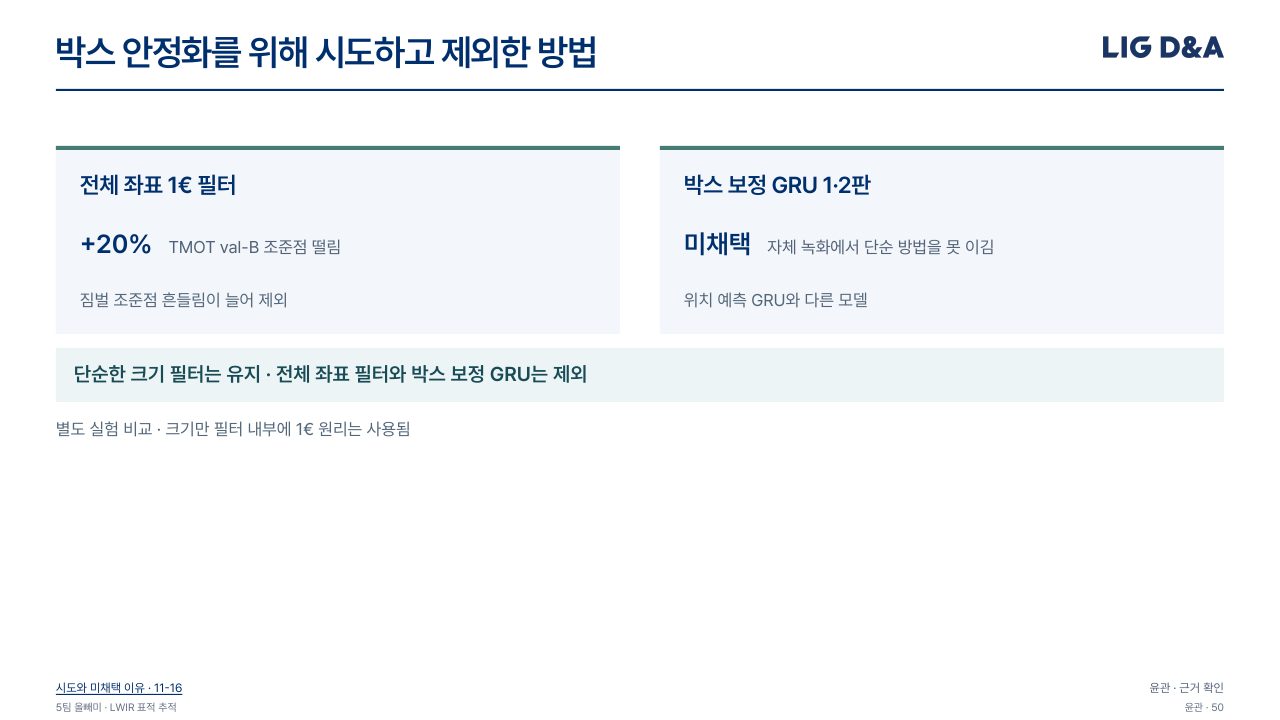 박스 안정화를 위해 시도하고 제외한 방법
LIG D&A
전체 좌표 1€ 필터
+20% TMOT val-B 조준점 떨림
짐벌 조준점 흔들림이 늘어 제외
박스 보정 GRU 1·2판
미채택 자체 녹화에서 단순 방법을 못 이김
위치 예측 GRU와 다른 모델
단순한 크기 필터는 유지 · 전체 좌표 필터와 박스 보정 GRU는 제외
별도 실험 비교 · 크기만 필터 내부에 1€ 원리는 사용됨
시도와 미채택 이유 · 11-16
5팀 올빼미 · LWIR 표적 추적
윤관 · 근거 확인
윤관 · 50